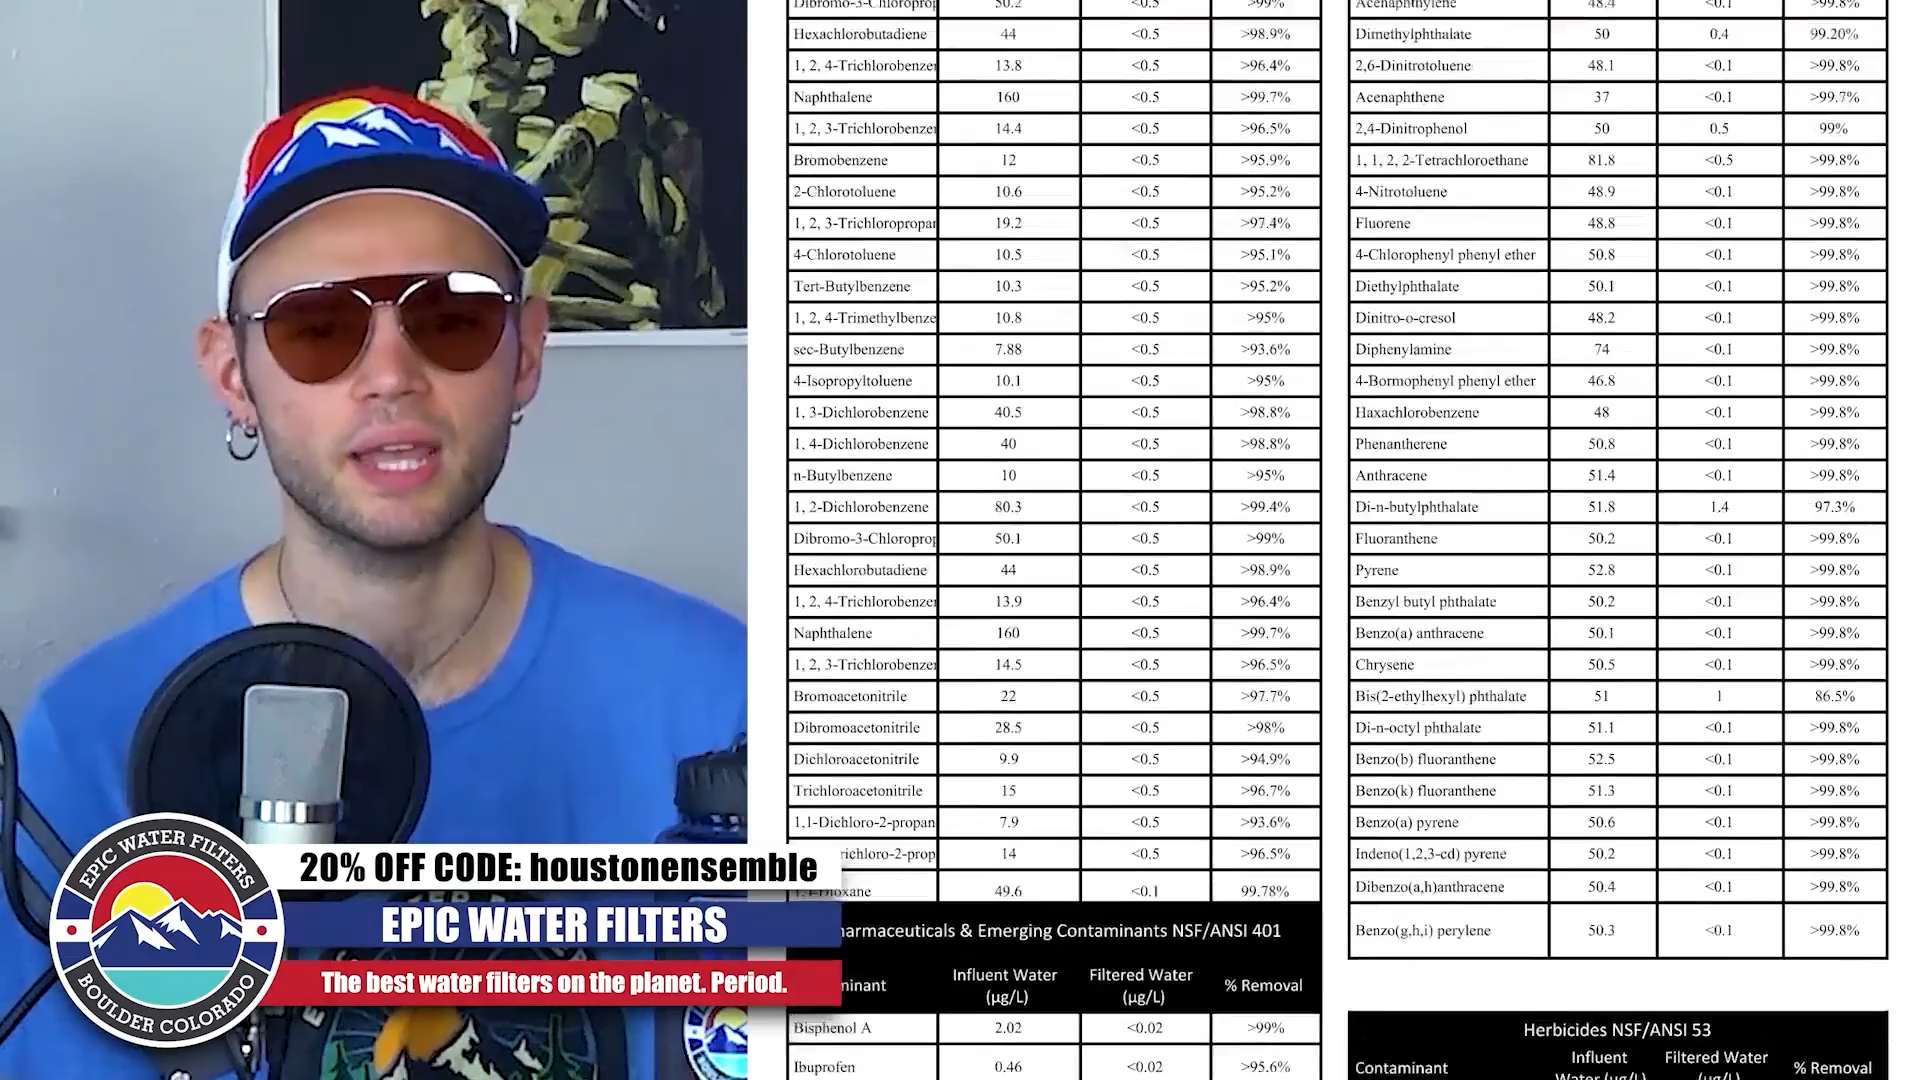 Dibromo-3-Chloroprop 50.2 <0.5 >99%
Hexachlorobutadiene 44 <0.5 >98.9%
1, 2, 4-Trichlorobenzer 13.8 <0.5 >96.4%
Naphthalene 160 <0.5 >99.7%
1, 2, 3-Trichlorobenzer 14.4 <0.5 >96.5%
Bromobenzene 12 <0.5 >95.9%
2-Chlorotoluene 10.6 <0.5 >95.2%
1, 2, 3-Trichloropropan 19.2 <0.5 >97.4%
4-Chlorotoluene 10.5 <0.5 >95.1%
Tert-Butylbenzene 10.3 <0.5 >95.2%
1, 2, 4-Trimethylbenze 10.8 <0.5 >95%
sec-Butylbenzene 7.88 <0.5 >93.6%
4-Isopropyltoluene 10.1 <0.5 >95%
1, 3-Dichlorobenzene 40.5 <0.5 >98.8%
1, 4-Dichlorobenzene 40 <0.5 >98.8%
n-Butylbenzene 10 <0.5 >95%
1, 2-Dichlorobenzene 80.3 <0.5 >99.4%
Dibromo-3-Chloroprop 50.1 <0.5 >99%
Hexachlorobutadiene 44 <0.5 >98.9%
1, 2, 4-Trichlorobenzer 13.9 <0.5 >96.4%
Naphthalene 160 <0.5 >99.7%
1, 2, 3-Trichlorobenzer 14.5 <0.5 >96.5%
Bromoacetonitrile 22 <0.5 >97.7%
Dibromoacetonitrile 28.5 <0.5 >98%
Dichloroacetonitrile 9.9 <0.5 >94.9%
Trichloroacetonitrile 15 <0.5 >96.7%
1,1-Dichloro-2-propan 7.9 <0.5 >93.6%
richloro-2-prop 14 <0.5 >96.5%
49.6 <0.1 99.78%
harmaceuticals & Emerging Contaminants NSF/ANSI 401
minant Influent Water (µg/L) Filtered Water (µg/L) % Removal
Bisphenol A 2.02 <0.02 >99%
Ibuprofen 0.46 <0.02 >95.6%
Acenaphthylene 48.4 <0.1 >99.8%
Dimethylphthalate 50 0.4 99.20%
2,6-Dinitrotoluene 48.1 <0.1 >99.8%
Acenaphthene 37 <0.1 >99.7%
2,4-Dinitrophenol 50 0.5 99%
1, 1, 2, 2-Tetrachloroethane 81.8 <0.5 >99.8%
4-Nitrotoluene 48.9 <0.1 >99.8%
Fluorene 48.8 <0.1 >99.8%
4-Chlorophenyl phenyl ether 50.8 <0.1 >99.8%
Diethylphthalate 50.1 <0.1 >99.8%
Dinitro-o-cresol 48.2 <0.1 >99.8%
Diphenylamine 74 <0.1 >99.8%
4-Bormophenyl phenyl ether 46.8 <0.1 >99.8%
Haxachlorobenzene 48 <0.1 >99.8%
Phenantherene 50.8 <0.1 >99.8%
Anthracene 51.4 <0.1 >99.8%
Di-n-butylphthalate 51.8 1.4 97.3%
Fluoranthene 50.2 <0.1 >99.8%
Pyrene 52.8 <0.1 >99.8%
Benzyl butyl phthalate 50.2 <0.1 >99.8%
Benzo(a) anthracene 50.1 <0.1 >99.8%
Chrysene 50.5 <0.1 >99.8%
Bis(2-ethylhexyl) phthalate 51 1 86.5%
Di-n-octyl phthalate 51.1 <0.1 >99.8%
Benzo(b) fluoranthene 52.5 <0.1 >99.8%
Benzo(k) fluoranthene 51.3 <0.1 >99.8%
Benzo(a) pyrene 50.6 <0.1 >99.8%
Indeno(1,2,3-cd) pyrene 50.2 <0.1 >99.8%
Dibenzo(a,h)anthracene 50.4 <0.1 >99.8%
Benzo(g,h,i) perylene 50.3 <0.1 >99.8%
Herbicides NSF/ANSI 53
Contaminant Influent Water (µg/L) Filtered Water (µg/L) % Removal
20% OFF CODE: houstonensemble
EPIC WATER FILTERS
The best water filters on the planet. Period.
EPIC WATER FILTERS
BOULDER COLORADO